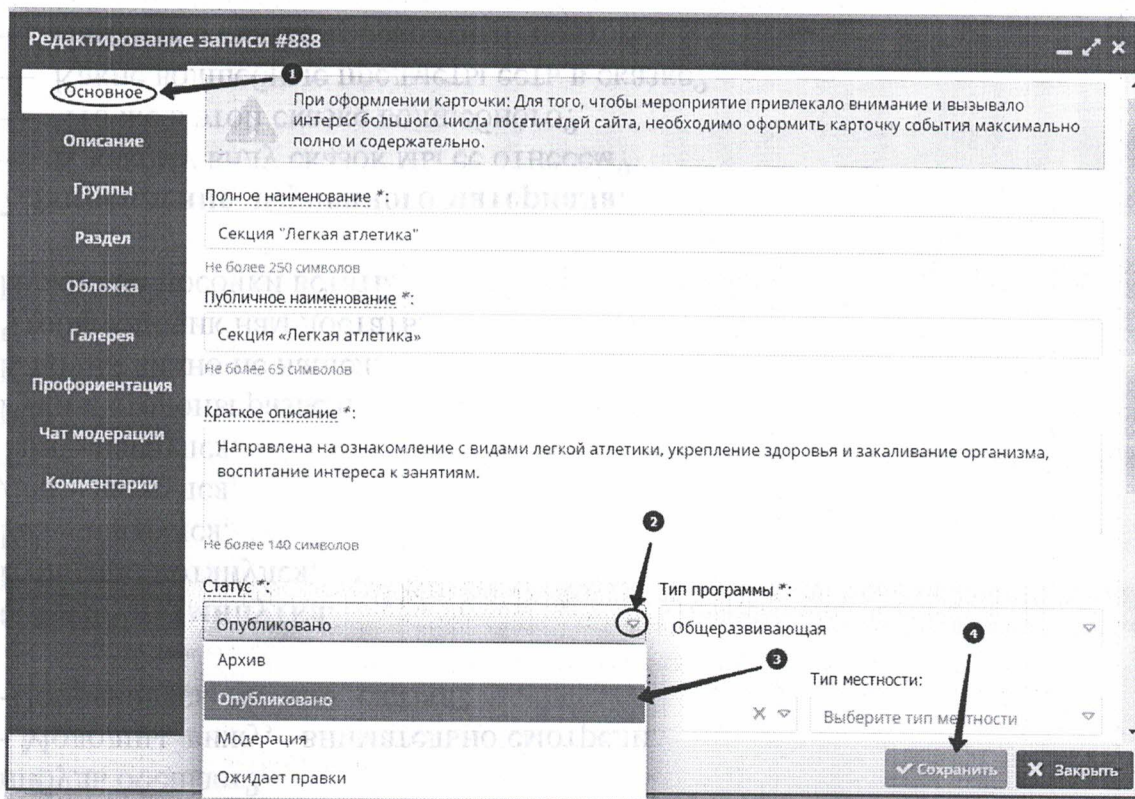 Редактирование записи #888
1
Основное
Описание
Группы
Раздел
Обложка
Галерея
Профориентация
Чат модерации
Комментарии
При оформлении карточки: Для того, чтобы мероприятие привлекало внимание и вызывало
интерес большого числа посетителей сайта, необходимо оформить карточку события максимально
полно и содержательно.
Полное наименование *:
Секция "Легкая атлетика"
Не более 250 символов
Публичное наименование *:
Секция «Легкая атлетика»
Не более 65 символов
Краткое описание *:
Направлена на ознакомление с видами легкой атлетики, укрепление здоровья и закаливание организма,
воспитание интереса к занятиям.
Не более 140 символов
2
Статус *:
Опубликовано
Архив
Опубликовано
Модерация
Ожидает правки
3
Тип программы *:
Общеразвивающая
4
Тип местности:
Выберите тип местности
Сохранить
Закрыть